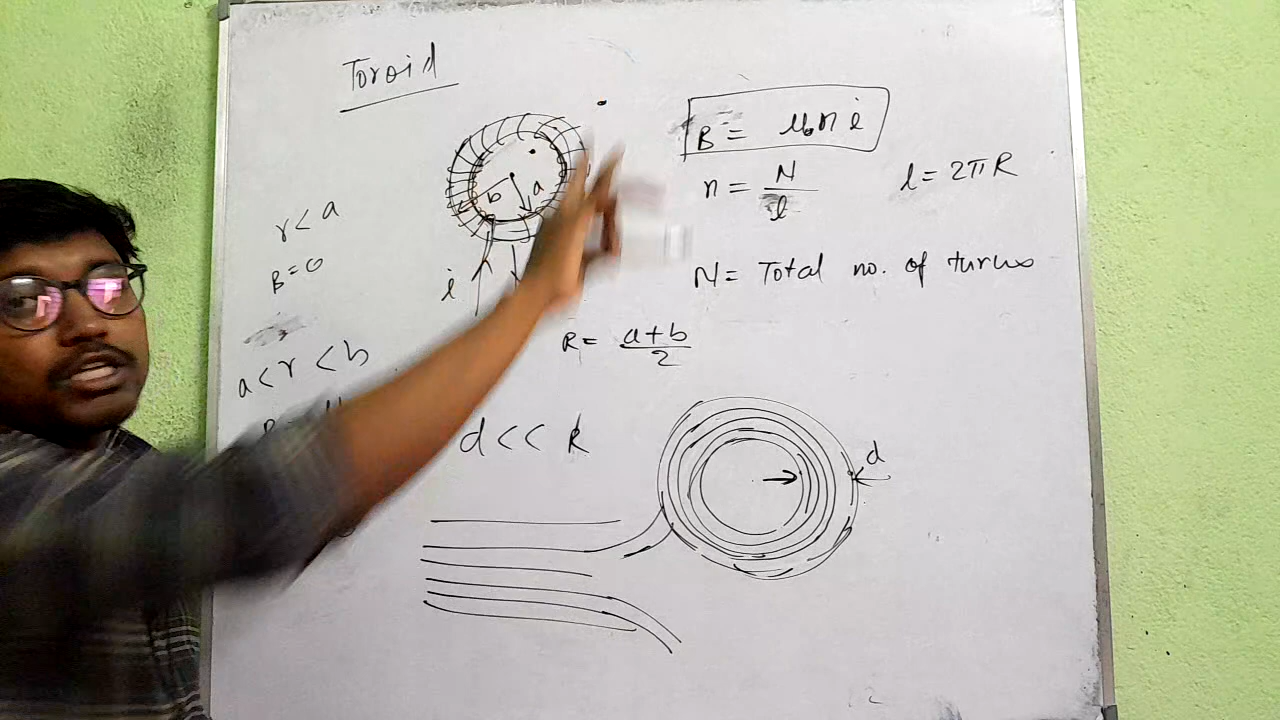 Toroid
B = μ₀ n i
n = N/l
l = 2πR
N = Total no. of turns
b
a
i
r < a
B = 0
R = a+b/2
a < r < b
d << R
d